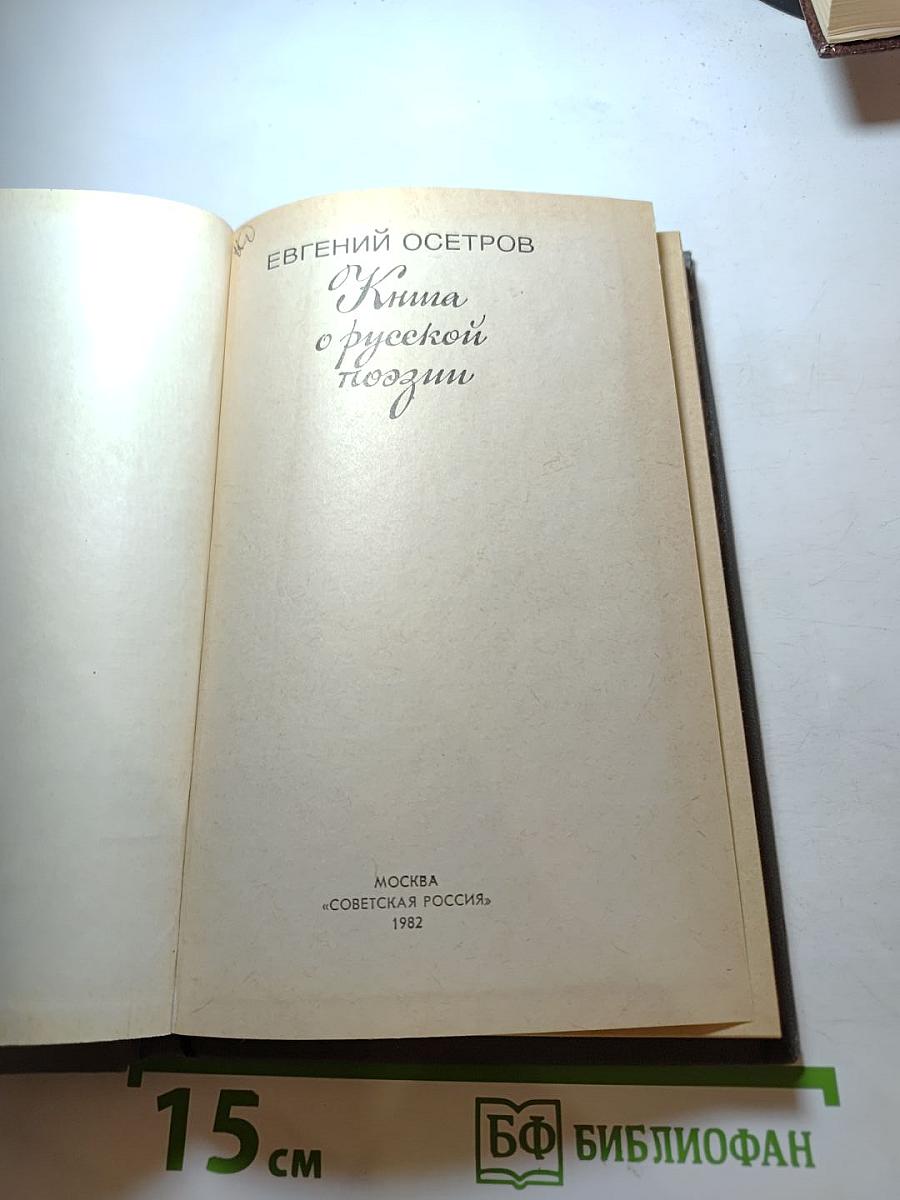 ЕВГЕНИЙ ОСЕТРОВ
Книга
о русской
поэзии
МОСКВА
«СОВЕТСКАЯ РОССИЯ»
1982
15 см
БФ БИБЛИОФАН